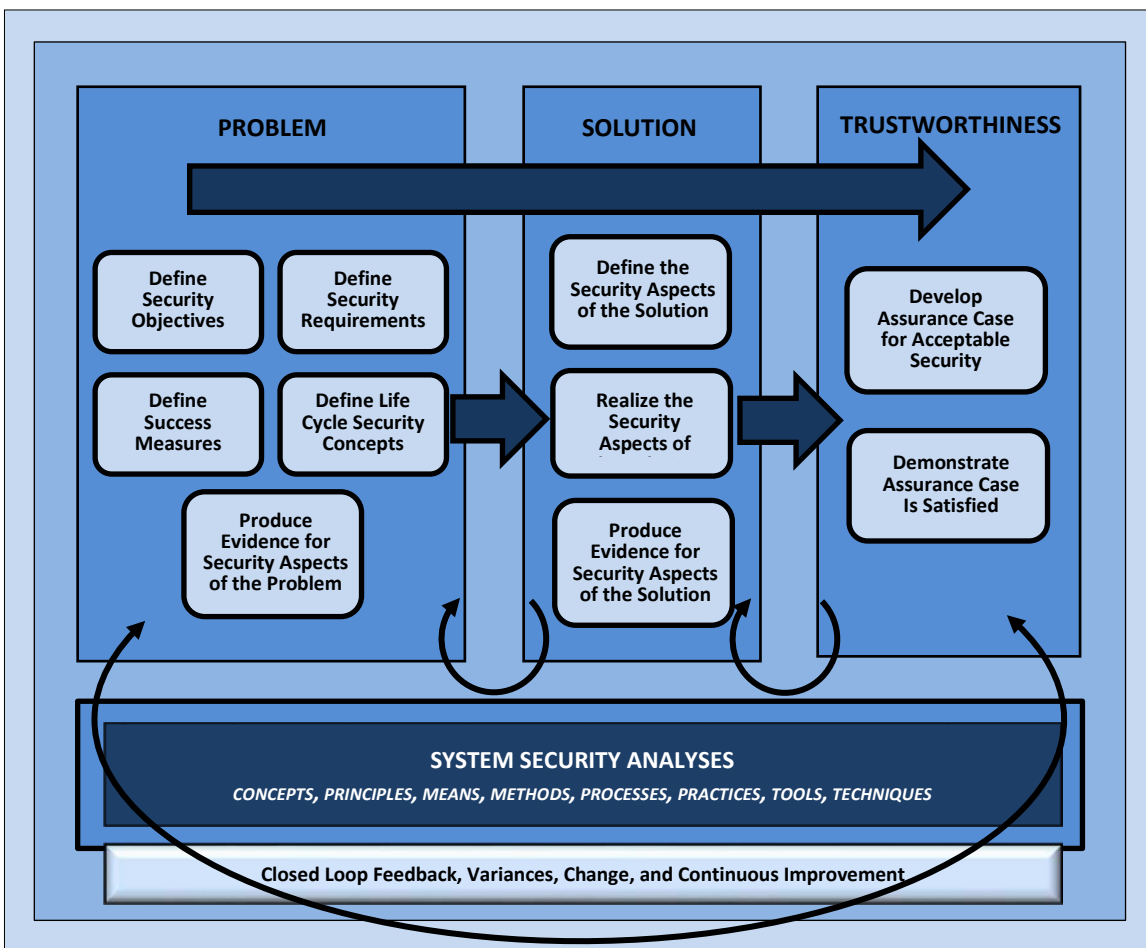 PROBLEM
Define
Security
Objectives
Define
Security
Requirements
Define
Success
Measures
Define Life
Cycle Security
Concepts
Produce
Evidence for
Security Aspects
of the Problem
SOLUTION
Define the
Security Aspects
of the Solution
Realize the
Security
Aspects of
Produce
Evidence for
Security Aspects
of the Solution
TRUSTWORTHINESS
Develop
Assurance Case
for Acceptable
Security
Demonstrate
Assurance Case
Is Satisfied
SYSTEM SECURITY ANALYSES
CONCEPTS, PRINCIPLES, MEANS, METHODS, PROCESSES, PRACTICES, TOOLS, TECHNIQUES
Closed Loop Feedback, Variances, Change, and Continuous Improvement